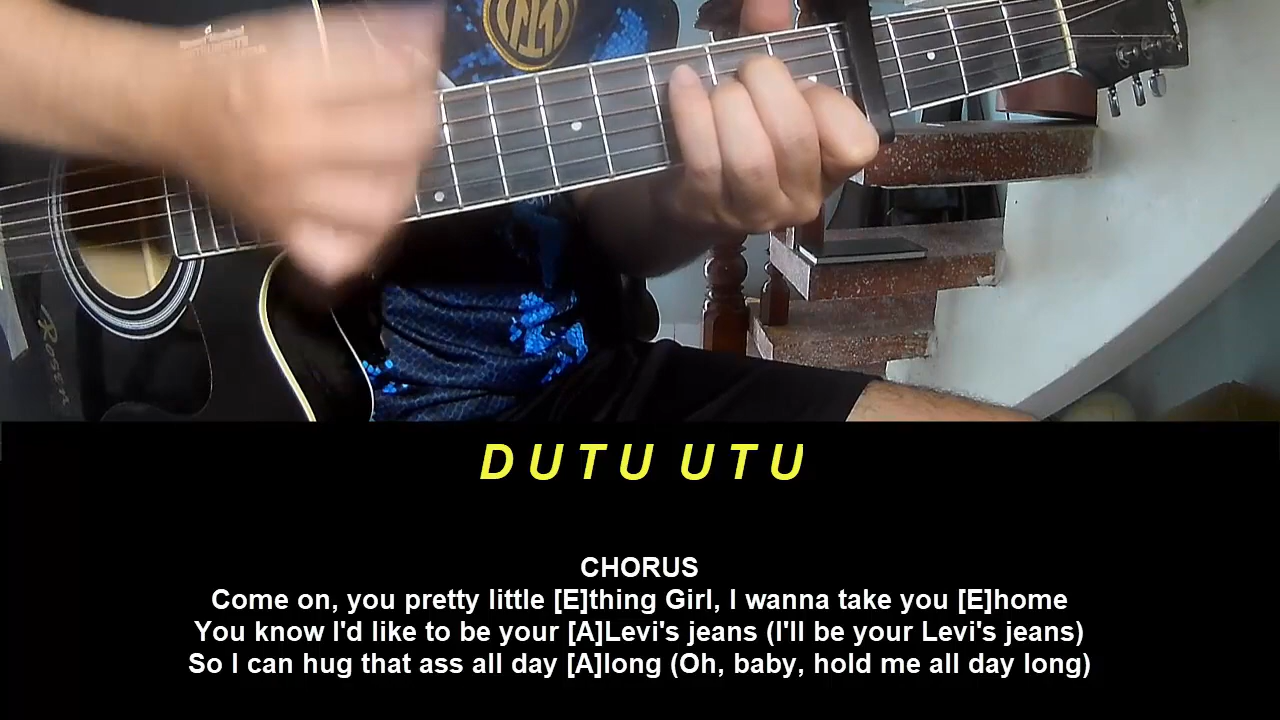 Rosen
D U T U U T U
CHORUS
Come on, you pretty little [E]thing Girl, I wanna take you [E]home
You know I'd like to be your [A]Levi's jeans (I'll be your Levi's jeans)
So I can hug that ass all day [A]long (Oh, baby, hold me all day long)